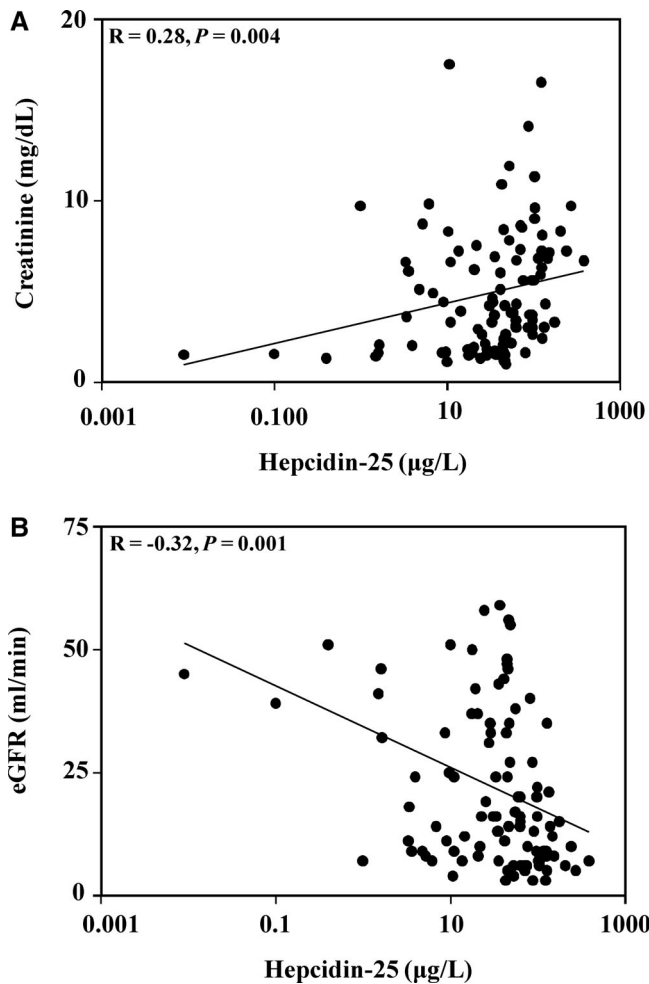 A
R = 0.28, P = 0.004
20
10
0
Creatinine (mg/dL)
0.001
0.100
10
1000
Hepcidin-25 (µg/L)
B
R = -0.32, P = 0.001
75
50
25
0
eGFR (ml/min)
0.001
0.1
10
1000
Hepcidin-25 (µg/L)